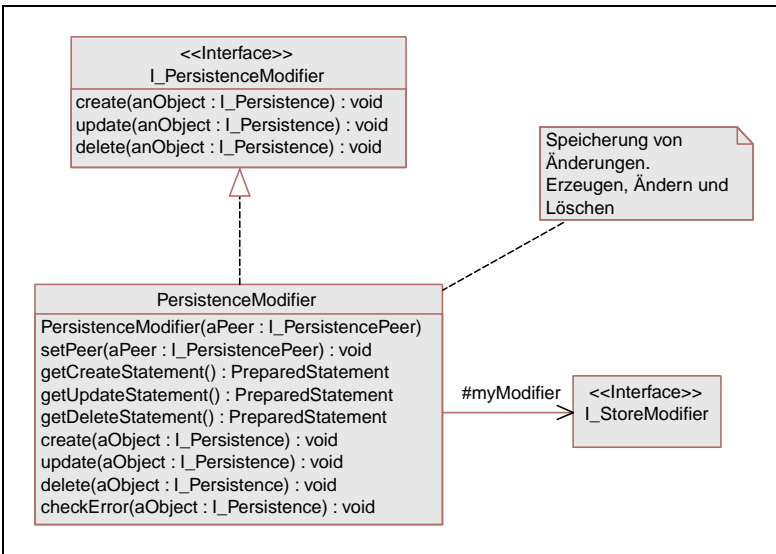 <<Interface>>
I_PersistenceModifier
create(anObject : I_Persistence) : void
update(anObject : I_Persistence) : void
delete(anObject : I_Persistence) : void
Speicherung von
Änderungen.
Erzeugen, Ändern und
Löschen
PersistenceModifier
PersistenceModifier(aPeer : I_PersistencePeer)
setPeer(aPeer : I_PersistencePeer) : void
getCreateStatement() : PreparedStatement
getUpdateStatement() : PreparedStatement
getDeleteStatement() : PreparedStatement
create(aObject : I_Persistence) : void
update(aObject : I_Persistence) : void
delete(aObject : I_Persistence) : void
checkError(aObject : I_Persistence) : void
#myModifier
<<Interface>>
I_StoreModifier